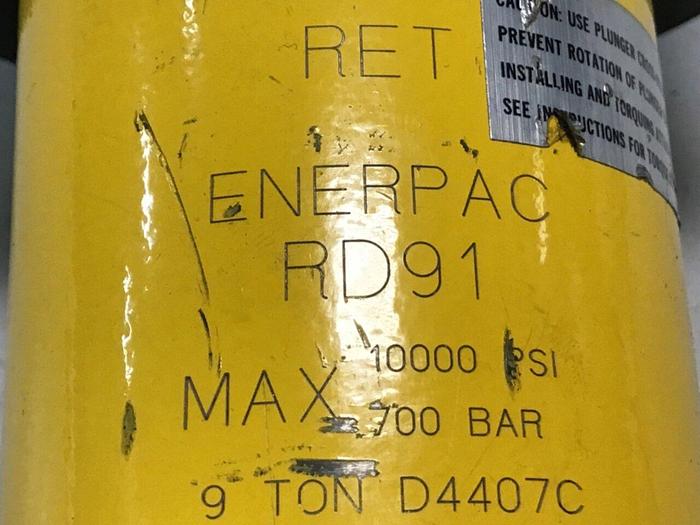 RET
CAUTION: USE PLUNGER
PREVENT ROTATION OF
INSTALLING AND TORQUING
SEE INSTRUCTIONS FOR
ENERPAC
RD91
MAX 10000 PSI
700 BAR
9 TON D4407C